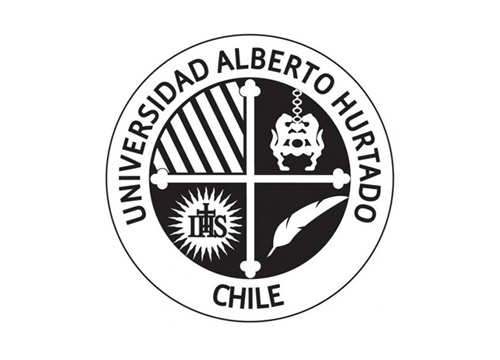 UNIVERSIDAD ALBERTO HURTADO
IHS
CHILE